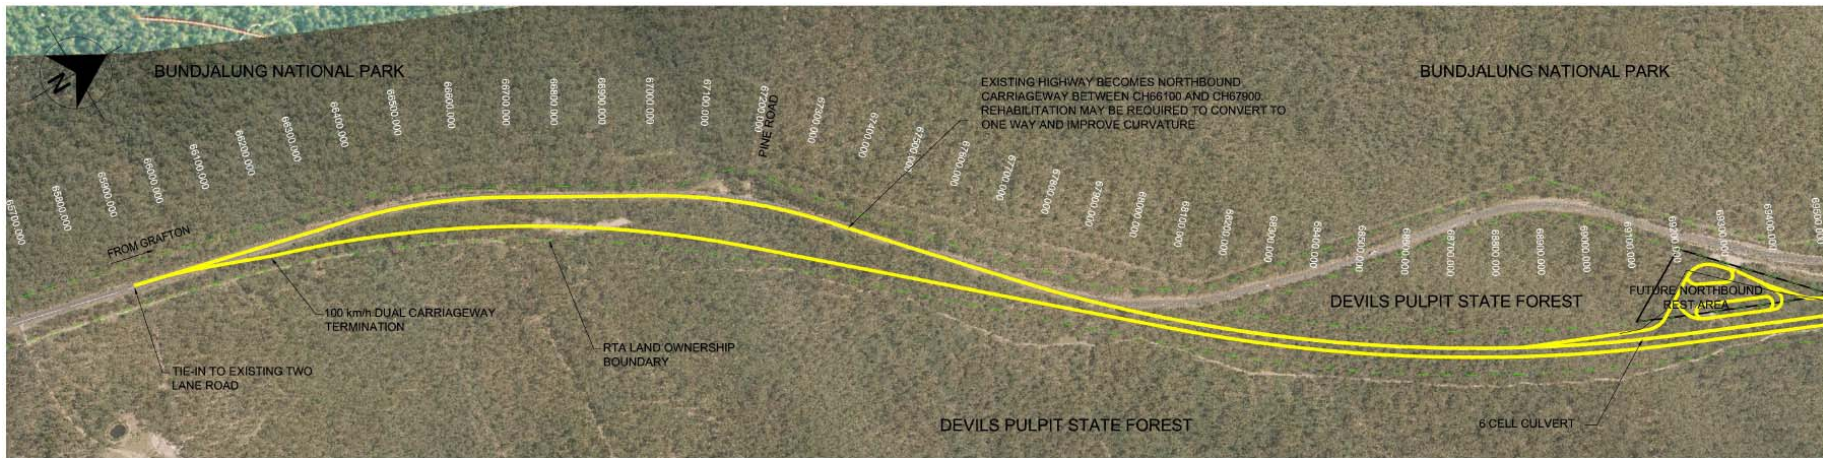 N
BUNDJALUNG NATIONAL PARK
BUNDJALUNG NATIONAL PARK
EXISTING HIGHWAY BECOMES NORTHBOUND
CARRIAGEWAY BETWEEN CH66100 AND CH67900.
REHABILITATION MAY BE REQUIRED TO CONVERT TO
ONE WAY AND IMPROVE CURVATURE
65700.000
65800.000
65900.000
66000.000
66100.000
66200.000
66300.000
66400.000
66500.000
66600.000
66700.000
66800.000
66900.000
67000.000
67100.000
67200.000
PINE ROAD
67300.000
67400.000
67500.000
67600.000
67700.000
67800.000
67900.000
68000.000
68100.000
68200.000
68300.000
68400.000
68500.000
68600.000
68700.000
68800.000
68900.000
69000.000
69100.000
69200.000
69300.000
69400.000
69500.000
FROM GRAFTON
100 km/h DUAL CARRIAGEWAY
TERMINATION
RTA LAND OWNERSHIP
BOUNDARY
TIE-IN TO EXISTING TWO
LANE ROAD
DEVILS PULPIT STATE FOREST
FUTURE NORTHBOUND
REST AREA
DEVILS PULPIT STATE FOREST
6 CELL CULVERT